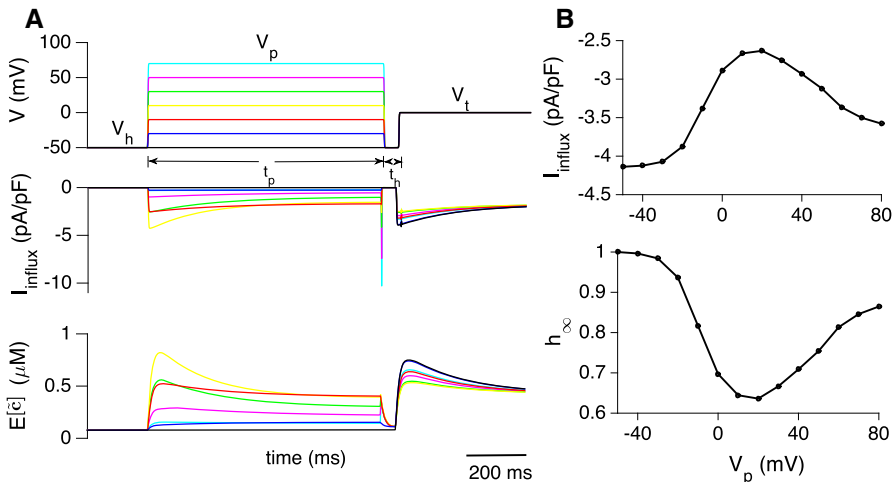 A
B
100
50
0
-50
V (mV)
V_p
V_h
V_t
t_p
t_h
0
-5
-10
I_influx (pA/pF)
1
0.5
0
E[c̃] (μM)
time (ms)
200 ms
-2.5
-3
-3.5
-4
-4.5
I_influx (pA/pF)
-40 0 40 80
1
0.9
0.8
0.7
0.6
h_∞
-40 0 40 80
V_p (mV)